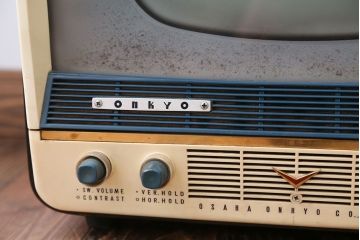 ONKYO
SW. VOLUME
CONTRAST
VER. HOLD
HOR. HOLD
OSAKA ONKYO CO.,